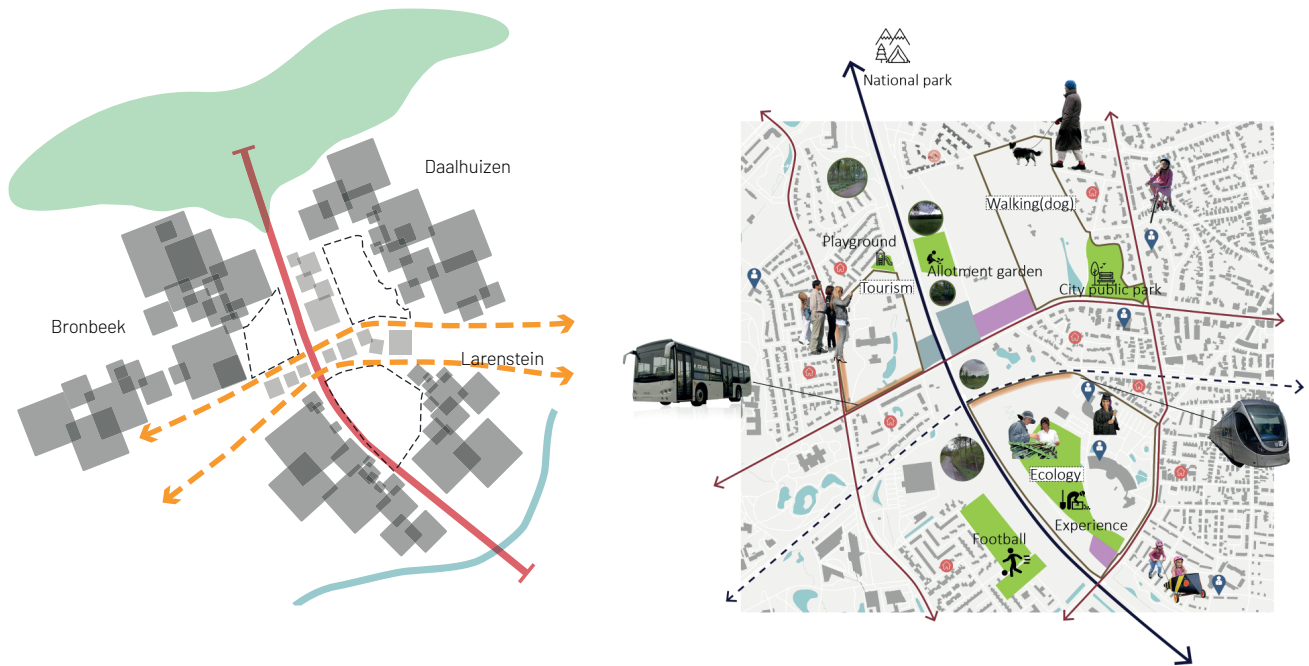 Daalhuizen
Bronbeek
Larenstein
National park
Walking(dog)
Playground
Allotment garden
Tourism
City public park
Ecology
Experience
Football